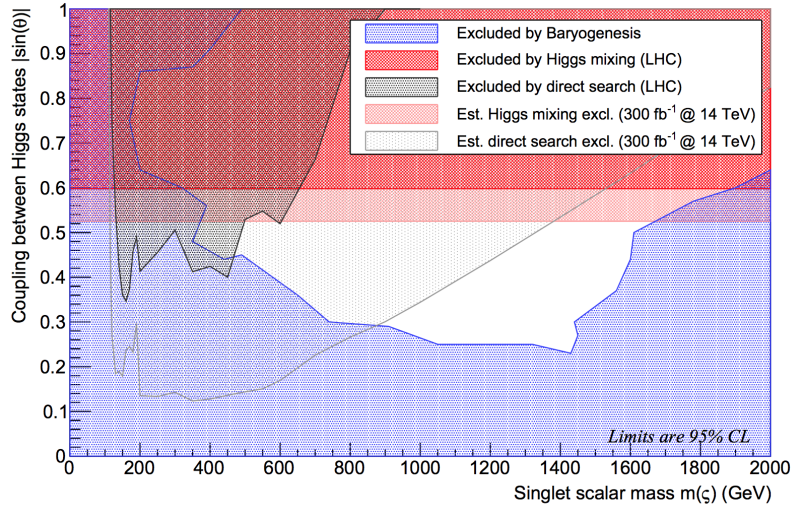 Coupling between Higgs states |sin(θ)|
1
0.9
0.8
0.7
0.6
0.5
0.4
0.3
0.2
0.1
0
Excluded by Baryogenesis
Excluded by Higgs mixing (LHC)
Excluded by direct search (LHC)
Est. Higgs mixing excl. (300 fb⁻¹ @ 14 TeV)
Est. direct search excl. (300 fb⁻¹ @ 14 TeV)
Limits are 95% CL
0 200 400 600 800 1000 1200 1400 1600 1800 2000
Singlet scalar mass m(ς) (GeV)